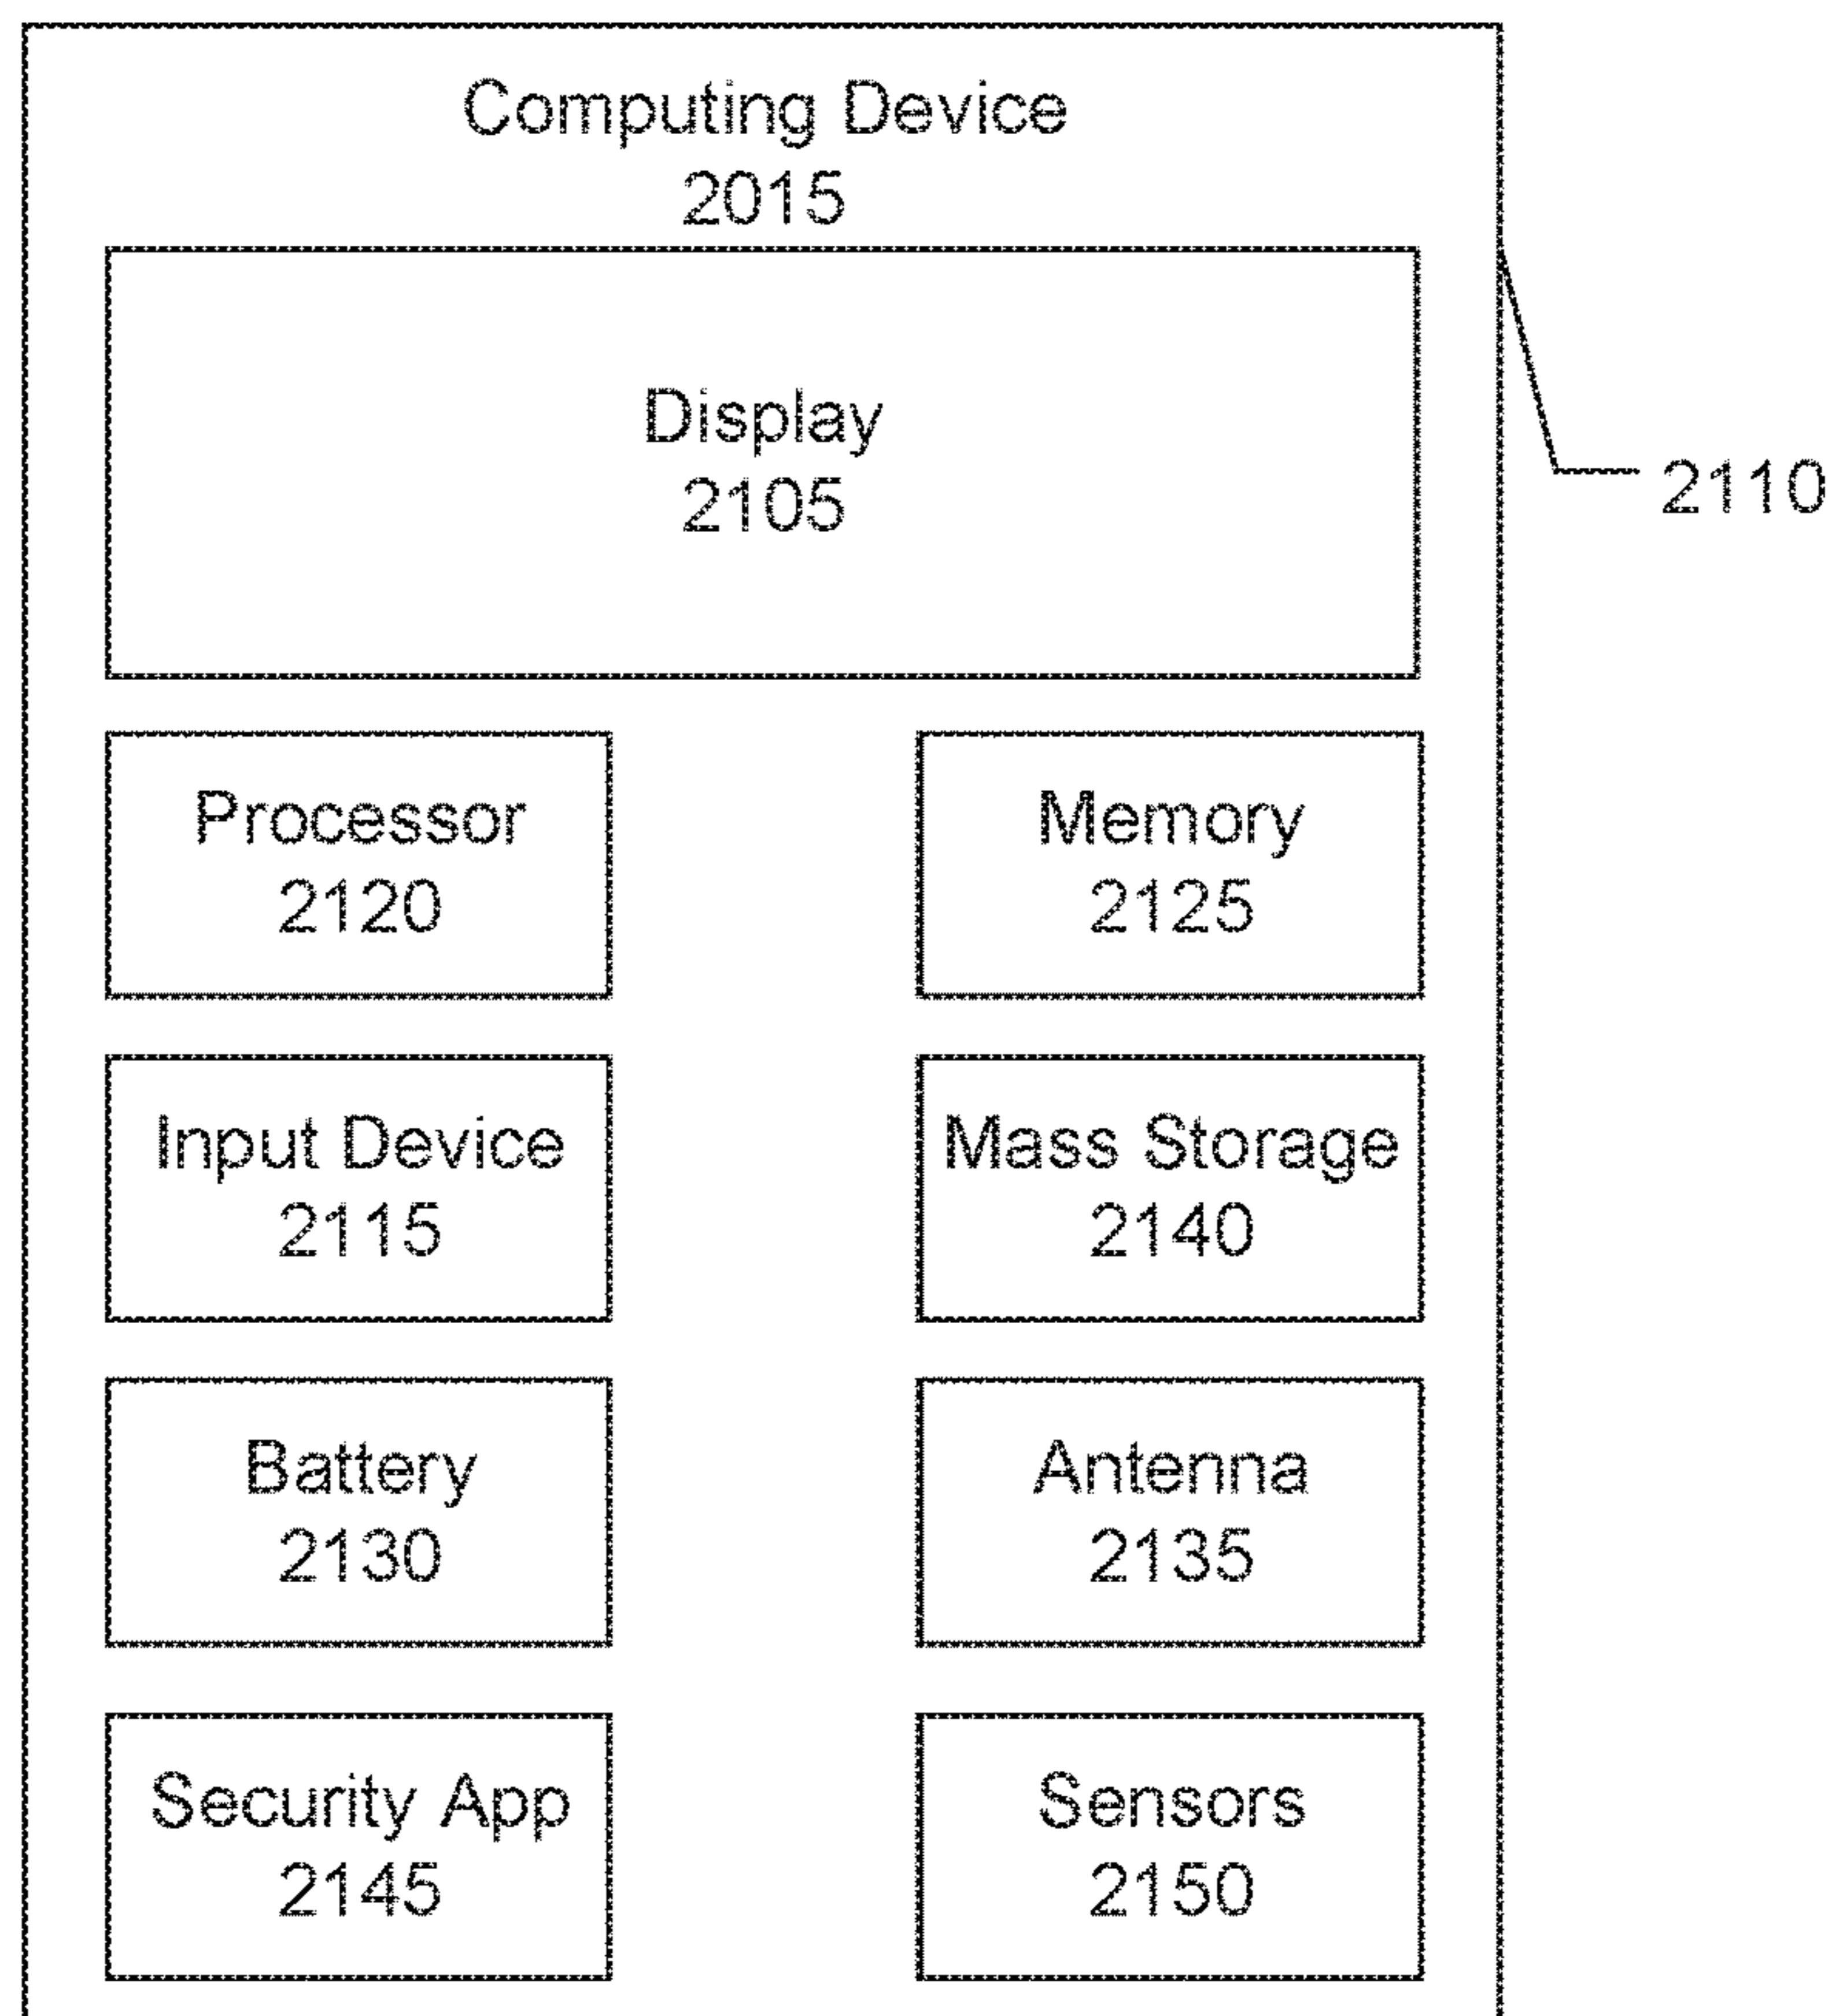 Computing Device
2015
Display
2105
2110
Processor
2120
Memory
2125
Input Device
2115
Mass Storage
2140
Battery
2130
Antenna
2135
Security App
2145
Sensors
2150